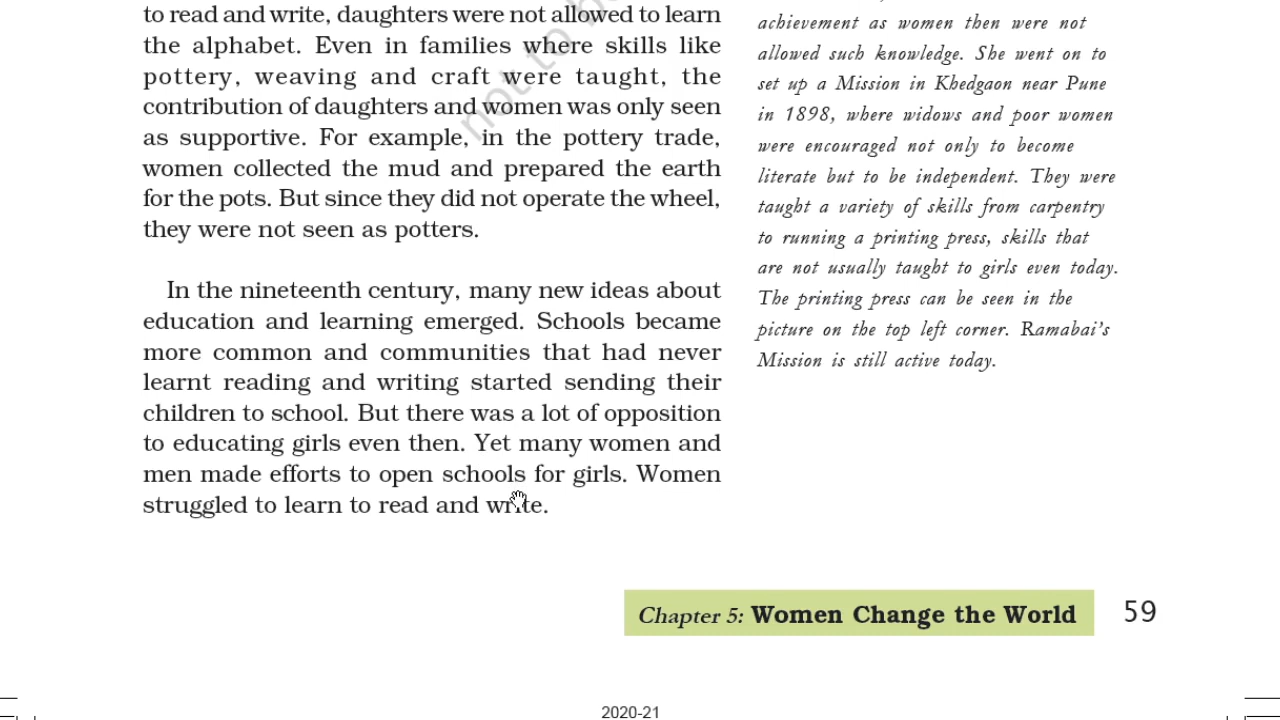 to read and write, daughters were not allowed to learn
the alphabet. Even in families where skills like
pottery, weaving and craft were taught, the
contribution of daughters and women was only seen
as supportive. For example, in the pottery trade,
women collected the mud and prepared the earth
for the pots. But since they did not operate the wheel,
they were not seen as potters.
In the nineteenth century, many new ideas about
education and learning emerged. Schools became
more common and communities that had never
learnt reading and writing started sending their
children to school. But there was a lot of opposition
to educating girls even then. Yet many women and
men made efforts to open schools for girls. Women
struggled to learn to read and write.
achievement as women then were not
allowed such knowledge. She went on to
set up a Mission in Khedgaon near Pune
in 1898, where widows and poor women
were encouraged not only to become
literate but to be independent. They were
taught a variety of skills from carpentry
to running a printing press, skills that
are not usually taught to girls even today.
The printing press can be seen in the
picture on the top left corner. Ramabai's
Mission is still active today.
not to b
Chapter 5: Women Change the World 59
2020-21